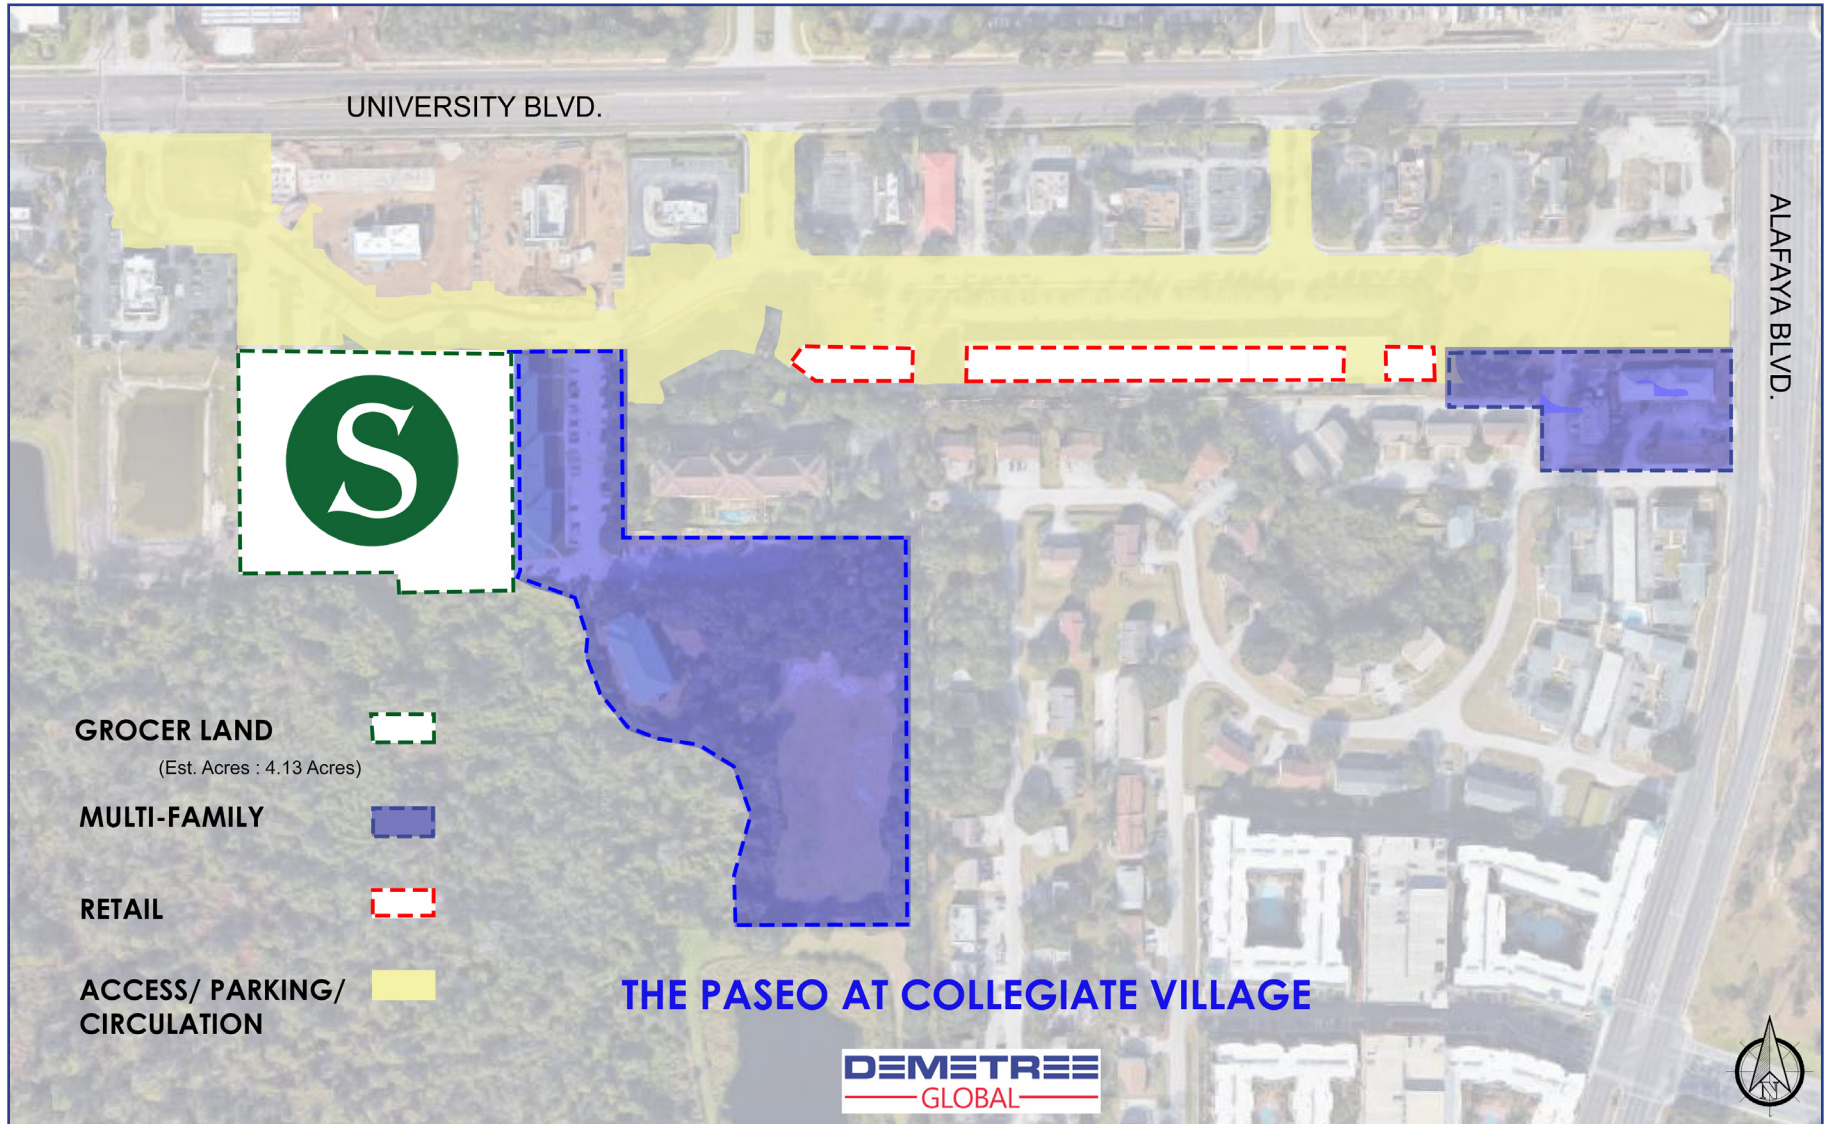 UNIVERSITY BLVD.
ALAFAYA BLVD.
S
GROCER LAND
(Est. Acres : 4.13 Acres)
MULTI-FAMILY
RETAIL
ACCESS/ PARKING/
CIRCULATION
THE PASEO AT COLLEGIATE VILLAGE
DEMETREE
GLOBAL
N